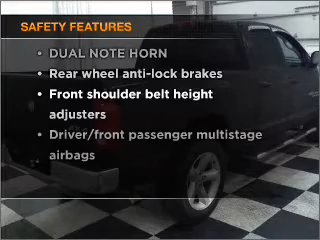 SAFETY FEATURES
• DUAL NOTE HORN
• Rear wheel anti-lock brakes
• Front shoulder belt height
adjusters
• Driver/front passenger multistage
airbags